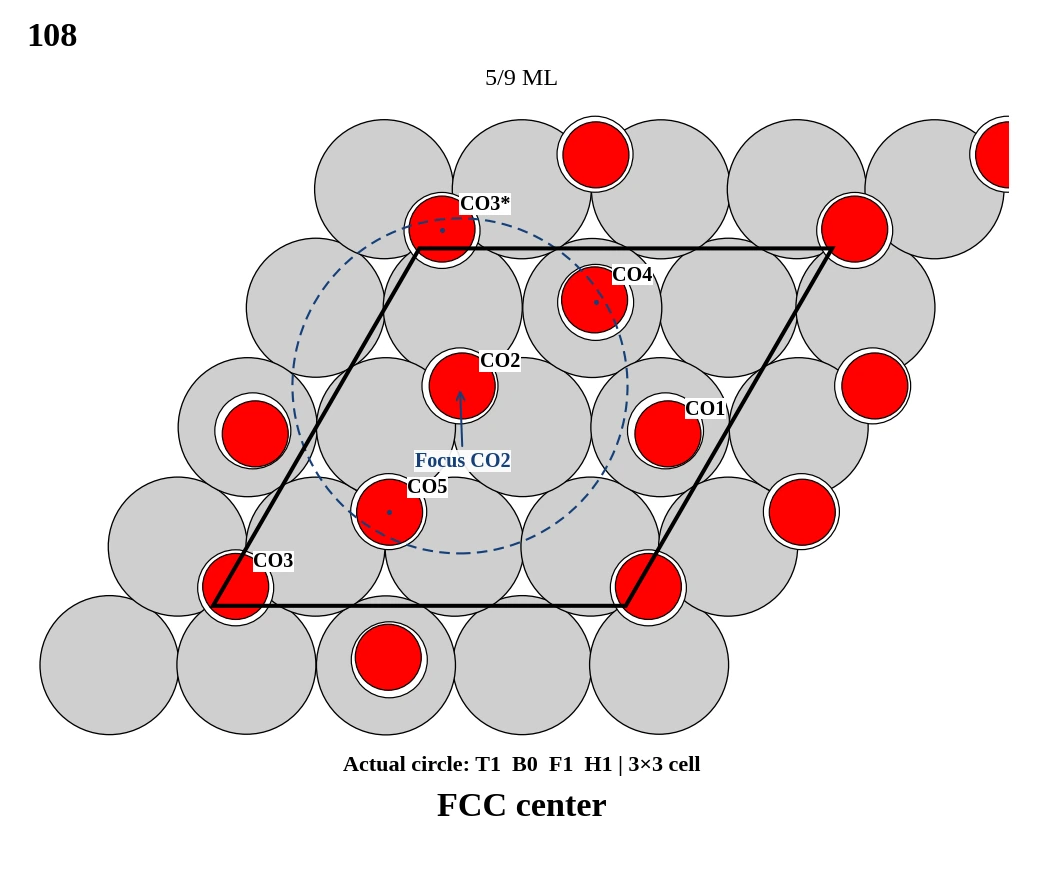 108
5/9 ML
CO3*
CO4
CO2
CO1
Focus CO2
CO5
CO3
Actual circle: T1 B0 F1 H1 | 3×3 cell
FCC center